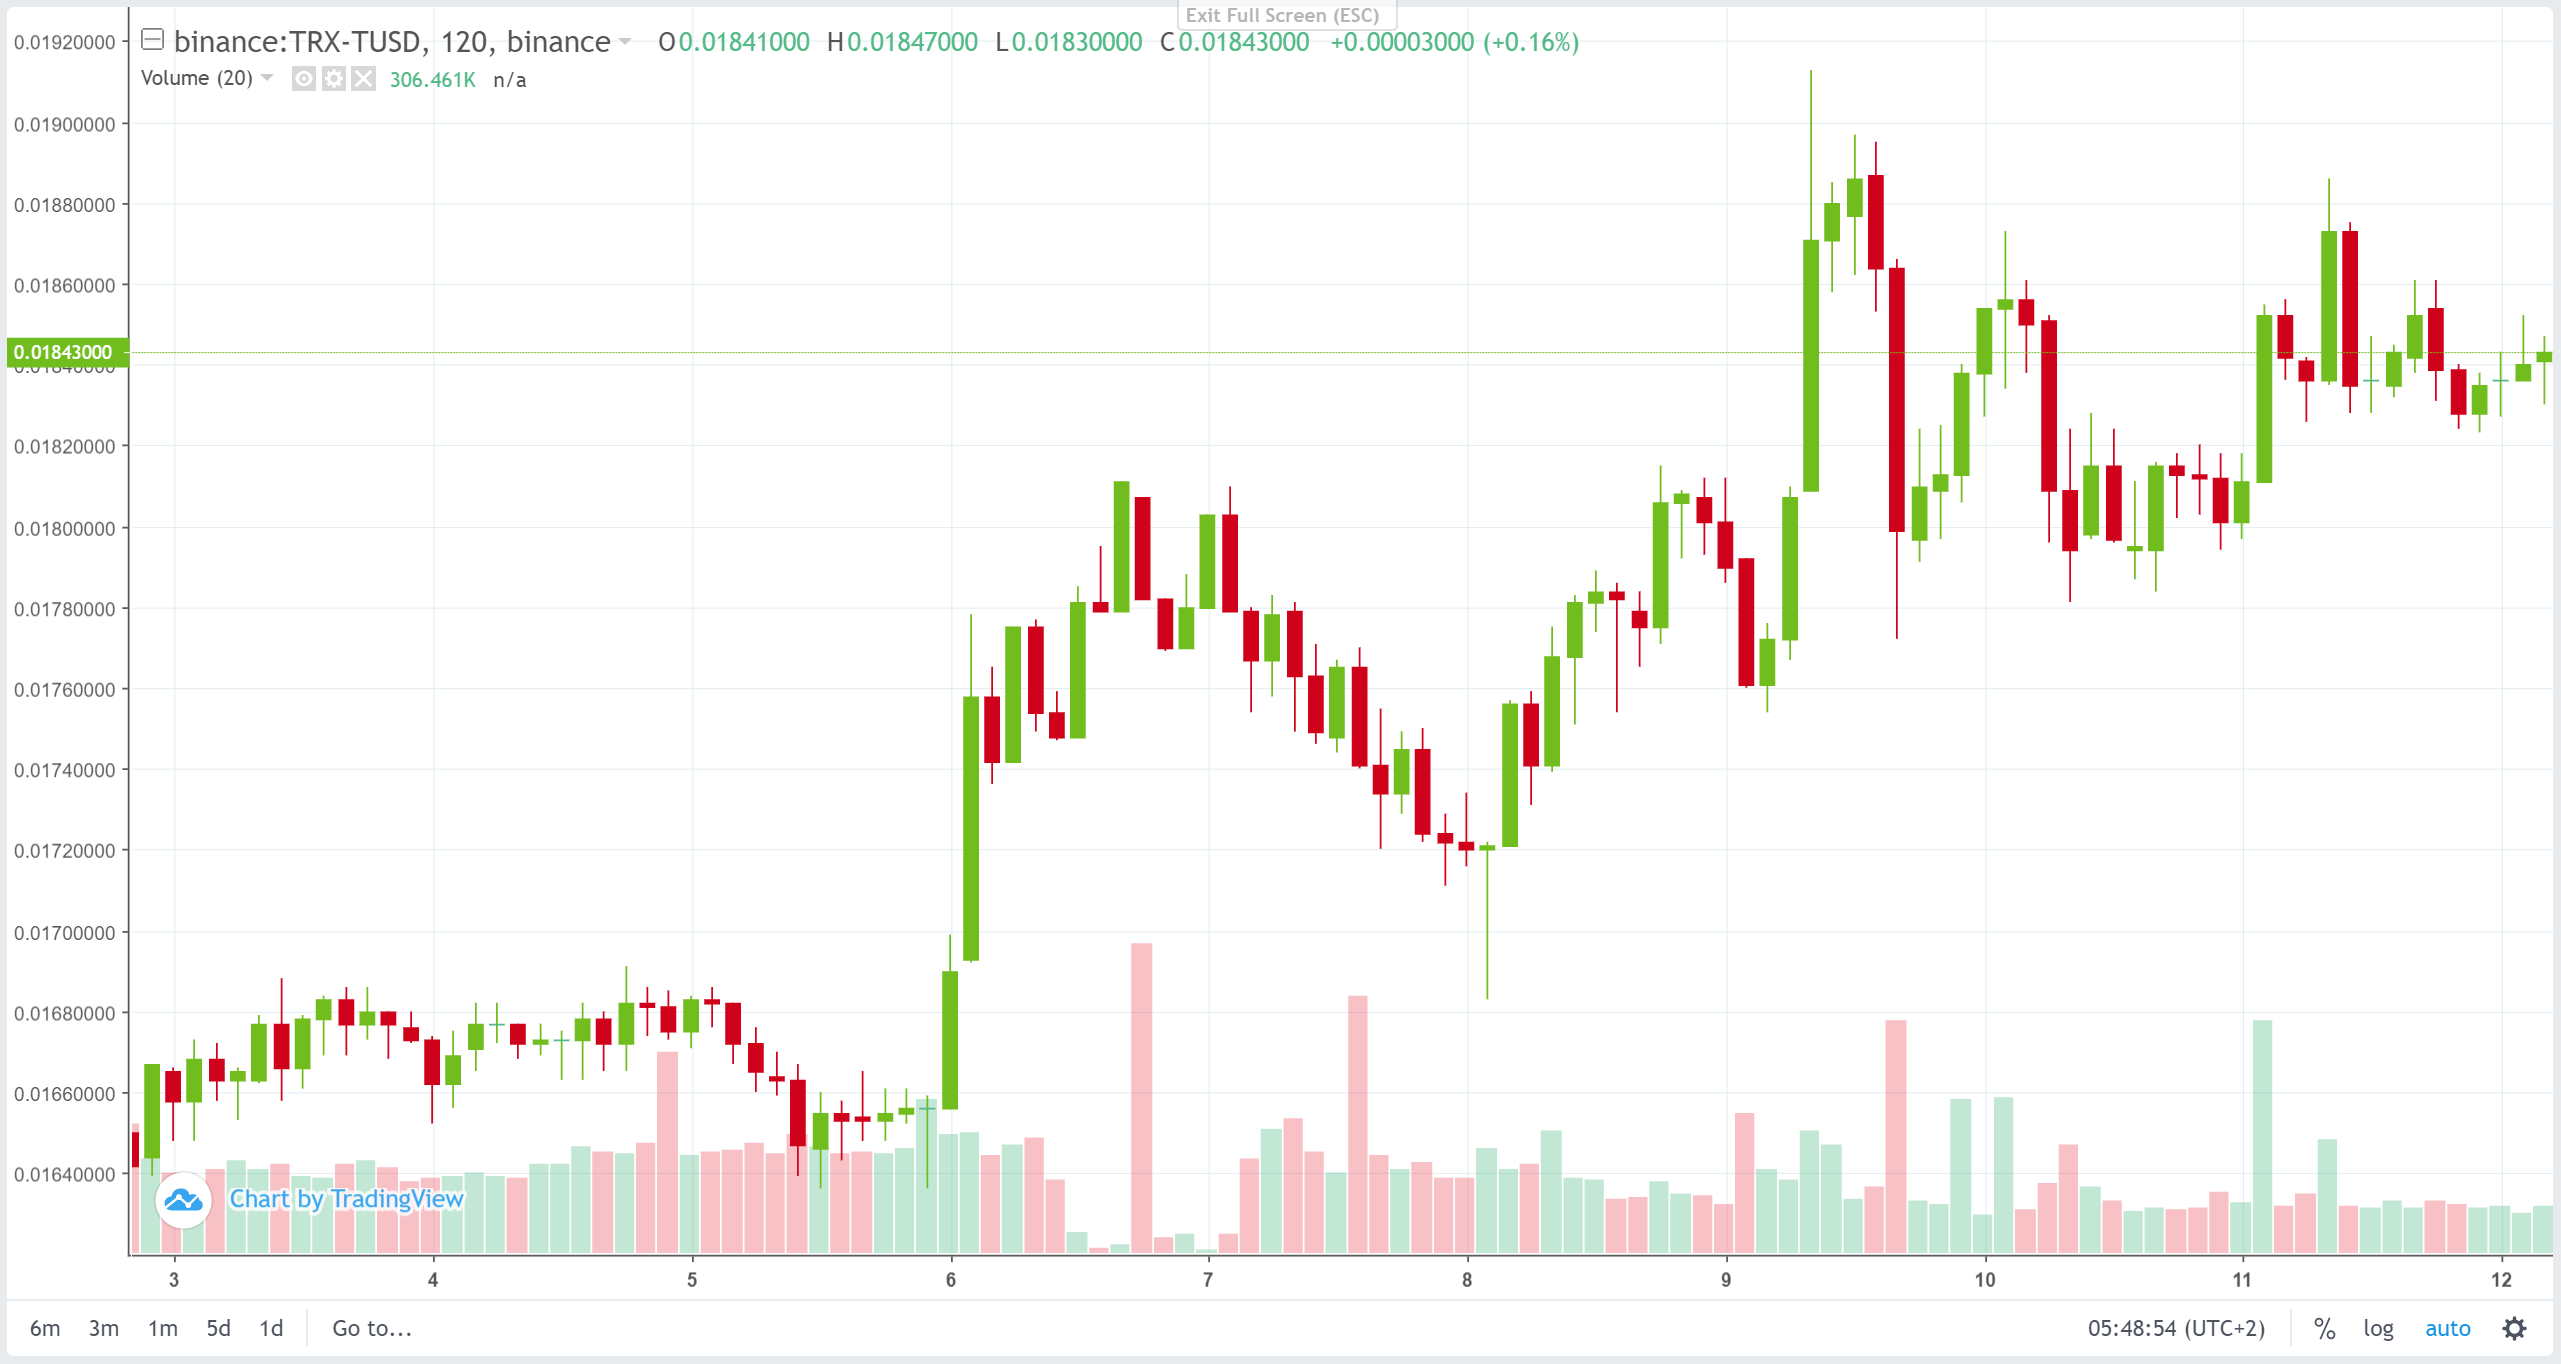 Exit Full Screen (ESC)
binance:TRX-TUSD, 120, binance O0.01841000 H0.01847000 L0.01830000 C0.01843000 +0.00003000 (+0.16%)
Volume (20) 306.461K n/a
0.01920000
0.01900000
0.01880000
0.01860000
0.01843000
0.01840000
0.01820000
0.01800000
0.01780000
0.01760000
0.01740000
0.01720000
0.01700000
0.01680000
0.01660000
0.01640000
Chart by TradingView
3 4 5 6 7 8 9 10 11 12
6m 3m 1m 5d 1d Go to... 05:48:54 (UTC+2) % log auto